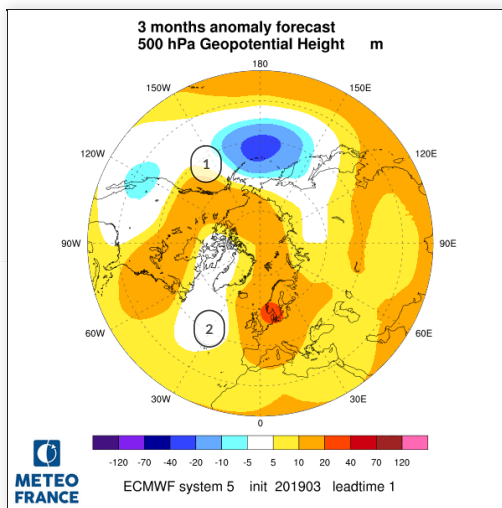 3 months anomaly forecast
500 hPa Geopotential Height m
180
150W 150E
120W 120E
1
90W 90E
2
60W 60E
30W 30E
0
-120 -70 -40 -20 -10 -5 5 10 20 40 70 120
METEO
FRANCE
ECMWF system 5 init 201903 leadtime 1